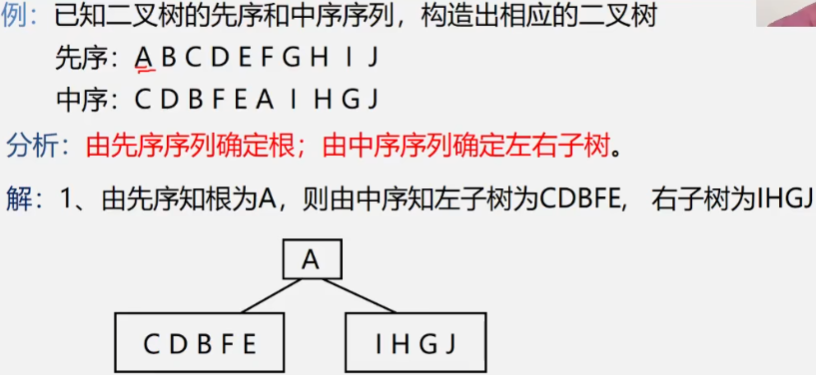 例：已知二叉树的先序和中序序列，构造出相应的二叉树
先序：A B C D E F G H I J
中序：C D B F E A I H G J
分析：由先序序列确定根；由中序序列确定左右子树。
解：1、由先序知根为A，则由中序知左子树为CDBFE, 右子树为IHGJ
A
C D B F E
I H G J